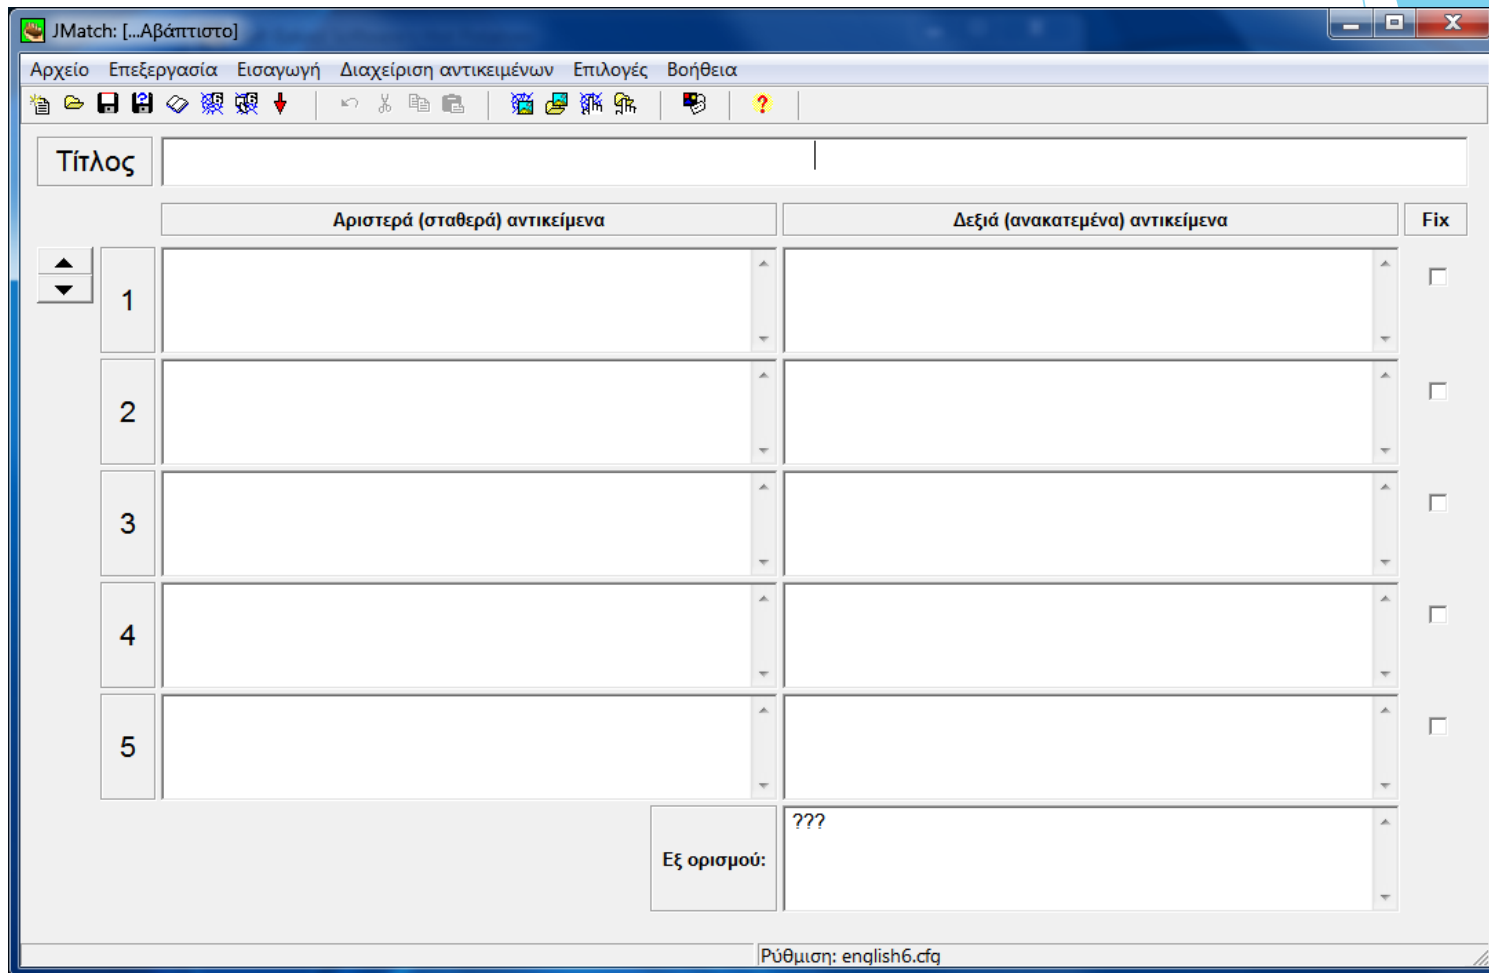 JMatch: [...Αβάπτιστο]
Αρχείο Επεξεργασία Εισαγωγή Διαχείριση αντικειμένων Επιλογές Βοήθεια
Τίτλος
Αριστερά (σταθερά) αντικείμενα Δεξιά (ανακατεμένα) αντικείμενα Fix
1
2
3
4
5
Εξ ορισμού: ???
Ρύθμιση: english6.cfg